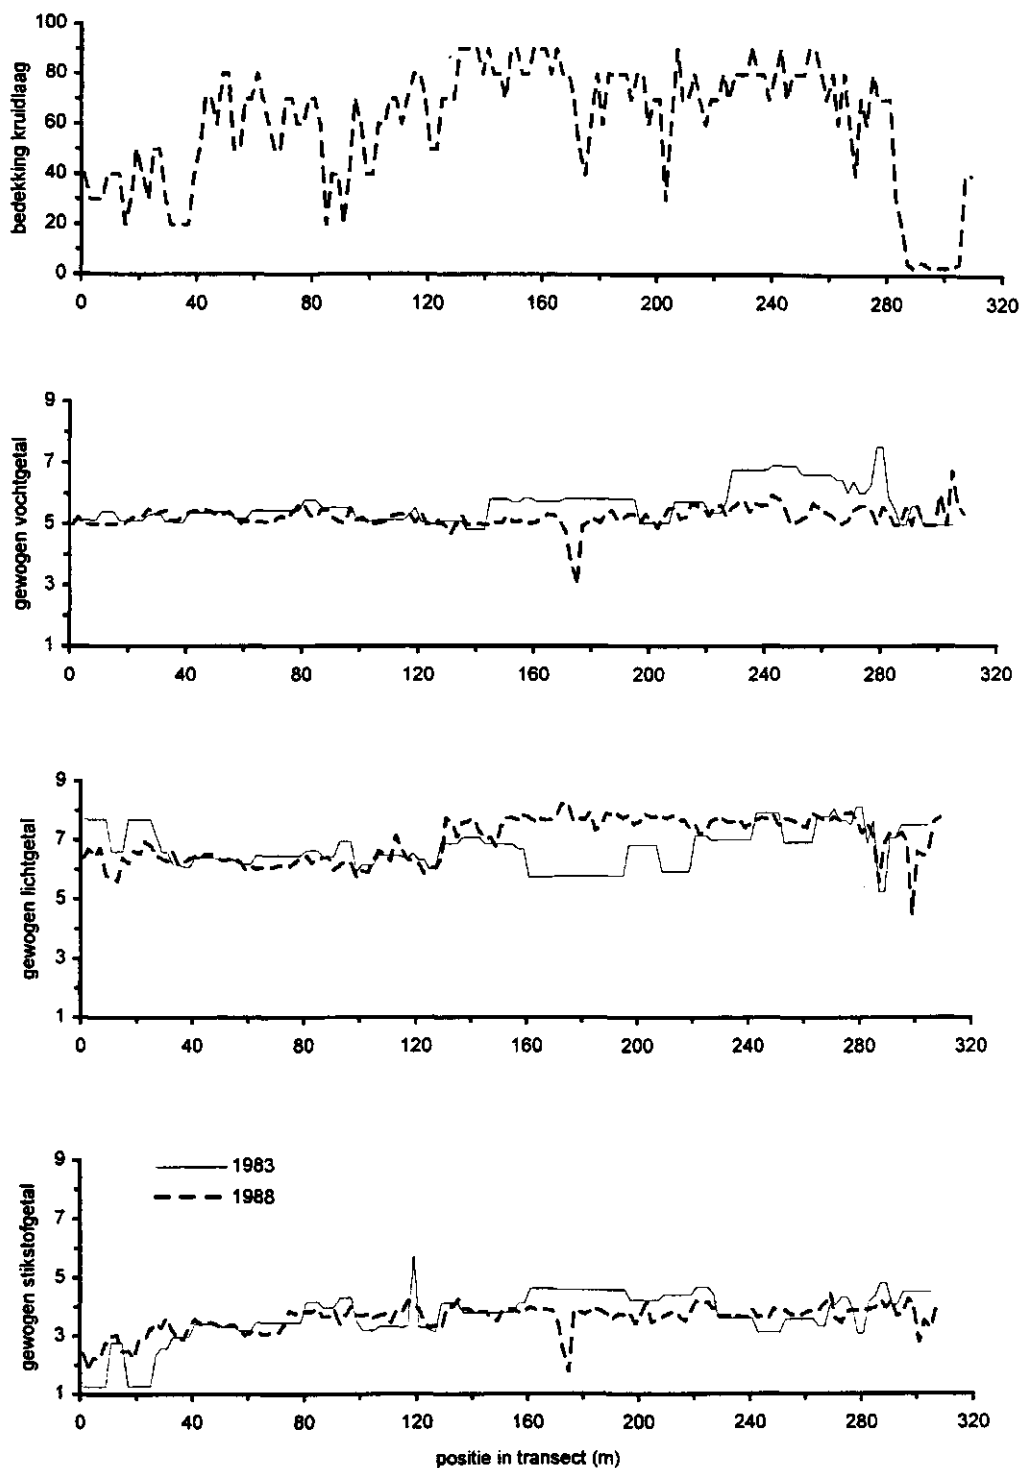 100
80
60
40
20
0
bedekking kruidlaag
0 40 80 120 160 200 240 280 320
9
7
5
3
1
gewogen vochtgetal
0 40 80 120 160 200 240 280 320
9
7
5
3
1
gewogen lichtgetal
0 40 80 120 160 200 240 280 320
9
7
5
3
1
gewogen stikstofgetal
1983
1988
0 40 80 120 160 200 240 280 320
positie in transect (m)